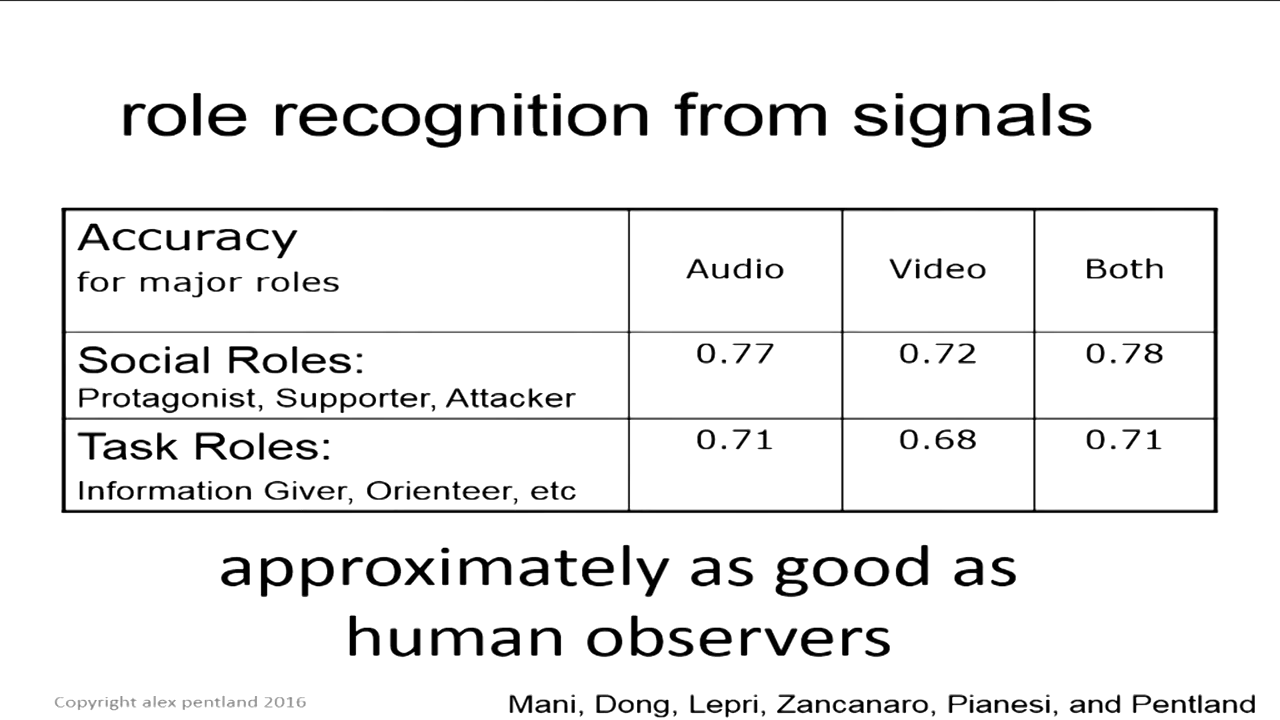 role recognition from signals
Accuracy
for major roles
Audio
Video
Both
Social Roles:
Protagonist, Supporter, Attacker
0.77
0.72
0.78
Task Roles:
Information Giver, Orienteer, etc
0.71
0.68
0.71
approximately as good as
human observers
Copyright alex pentland 2016
Mani, Dong, Lepri, Zancanaro, Pianesi, and Pentland